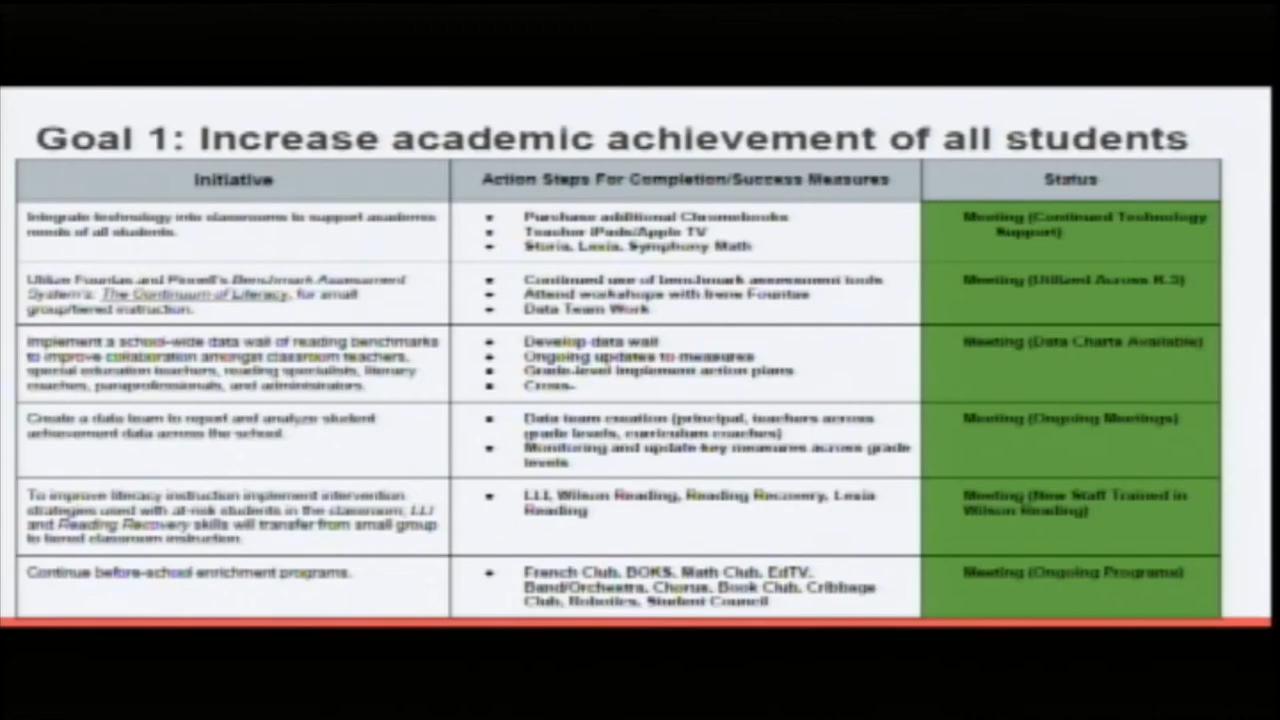 Goal 1: Increase academic achievement of all students
Initiative
Action Steps For Completion/Success Measures
Status
Integrate technology into classrooms to support academic
needs of all students.
• Purchase additional Chromebooks
• Teacher iPads/Apple TV
• Storia, Lexia, Symphony Math
Meeting (Continued Technology
Support)
Utilize Fountas and Pinnell's Benchmark Assessment
System's: The Continuum of Literacy, for small
group/tiered instruction.
• Continued use of benchmark assessment tools
• Attend workshops with Irene Fountas
• Data Team Work
Meeting (Utilized Across K-3)
Implement a school-wide data wall of reading benchmarks
to improve collaboration amongst classroom teachers,
special education teachers, reading specialists, literacy
coaches, paraprofessionals, and administrators.
• Develop data wall
• Ongoing updates to measures
• Grade-level implement action plans
• Cross-
Meeting (Data Charts Available)
Create a data team to report and analyze student
achievement data across the school.
• Data team creation (principal, teachers across
grade levels, curriculum coaches)
• Monitoring and update key measures across grade
levels
Meeting (Ongoing Meetings)
To improve literacy instruction implement intervention
strategies used with at-risk students in the classroom; LLI
and Reading Recovery skills will transfer from small group
to tiered classroom instruction.
• LLI, Wilson Reading, Reading Recovery, Lexia
Reading
Meeting (New Staff Trained in
Wilson Reading)
Continue before-school enrichment programs.
• French Club, BOKS, Math Club, EdTV,
Band/Orchestra, Chorus, Book Club, Cribbage
Club, Robotics, Student Council
Meeting (Ongoing Programs)